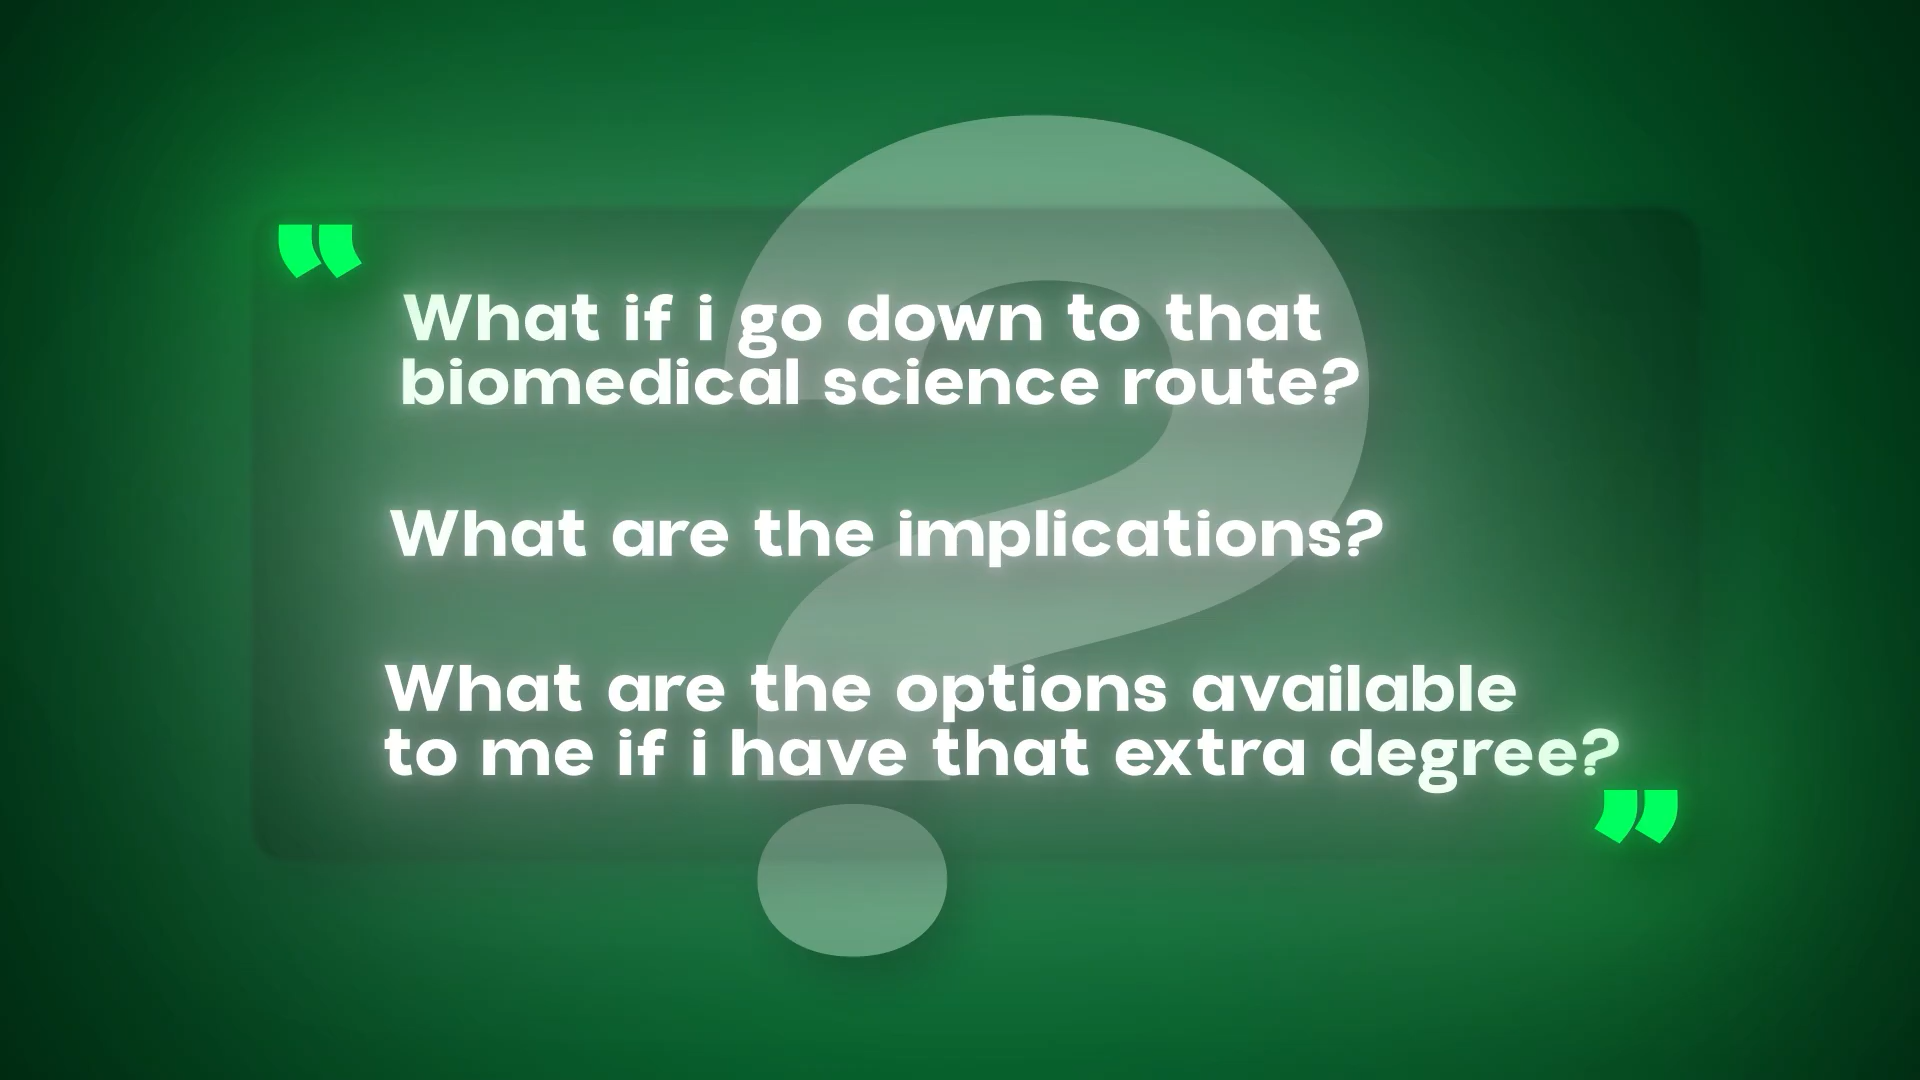 “
What if i go down to that
biomedical science route?
What are the implications?
What are the options available
to me if i have that extra degree?
”